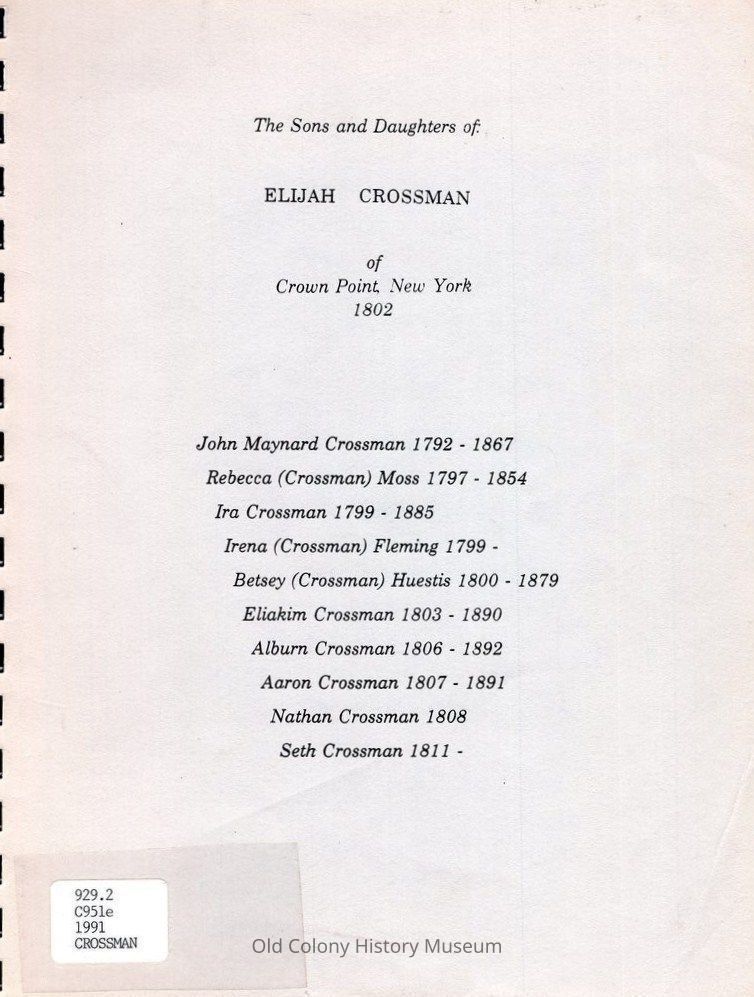 The Sons and Daughters of:
ELIJAH CROSSMAN
of
Crown Point, New York
1802
John Maynard Crossman 1792 - 1867
Rebecca (Crossman) Moss 1797 - 1854
Ira Crossman 1799 - 1885
Irena (Crossman) Fleming 1799 -
Betsey (Crossman) Huestis 1800 - 1879
Eliakim Crossman 1803 - 1890
Alburn Crossman 1806 - 1892
Aaron Crossman 1807 - 1891
Nathan Crossman 1808
Seth Crossman 1811 -
929.2
C951e
1991
CROSSMAN
Old Colony History Museum